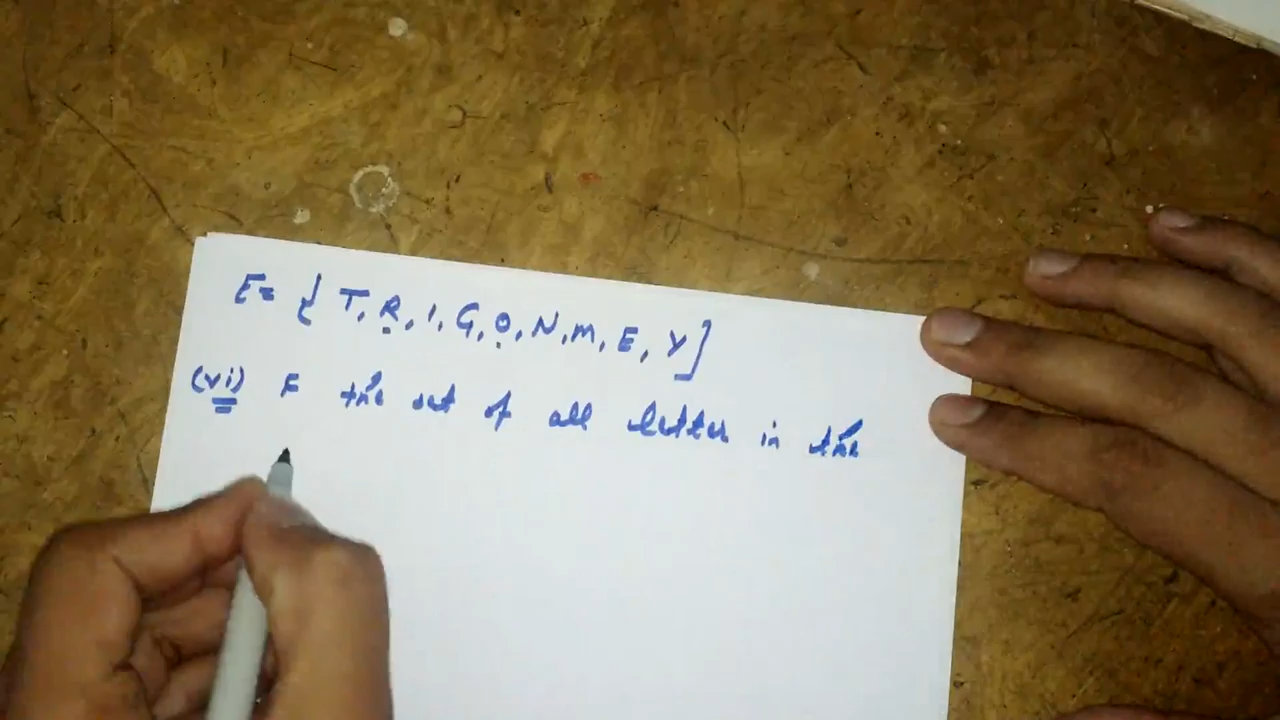 E= { T, R, I, G, O, N, M, E, Y}
(vi) F the set of all letter in the